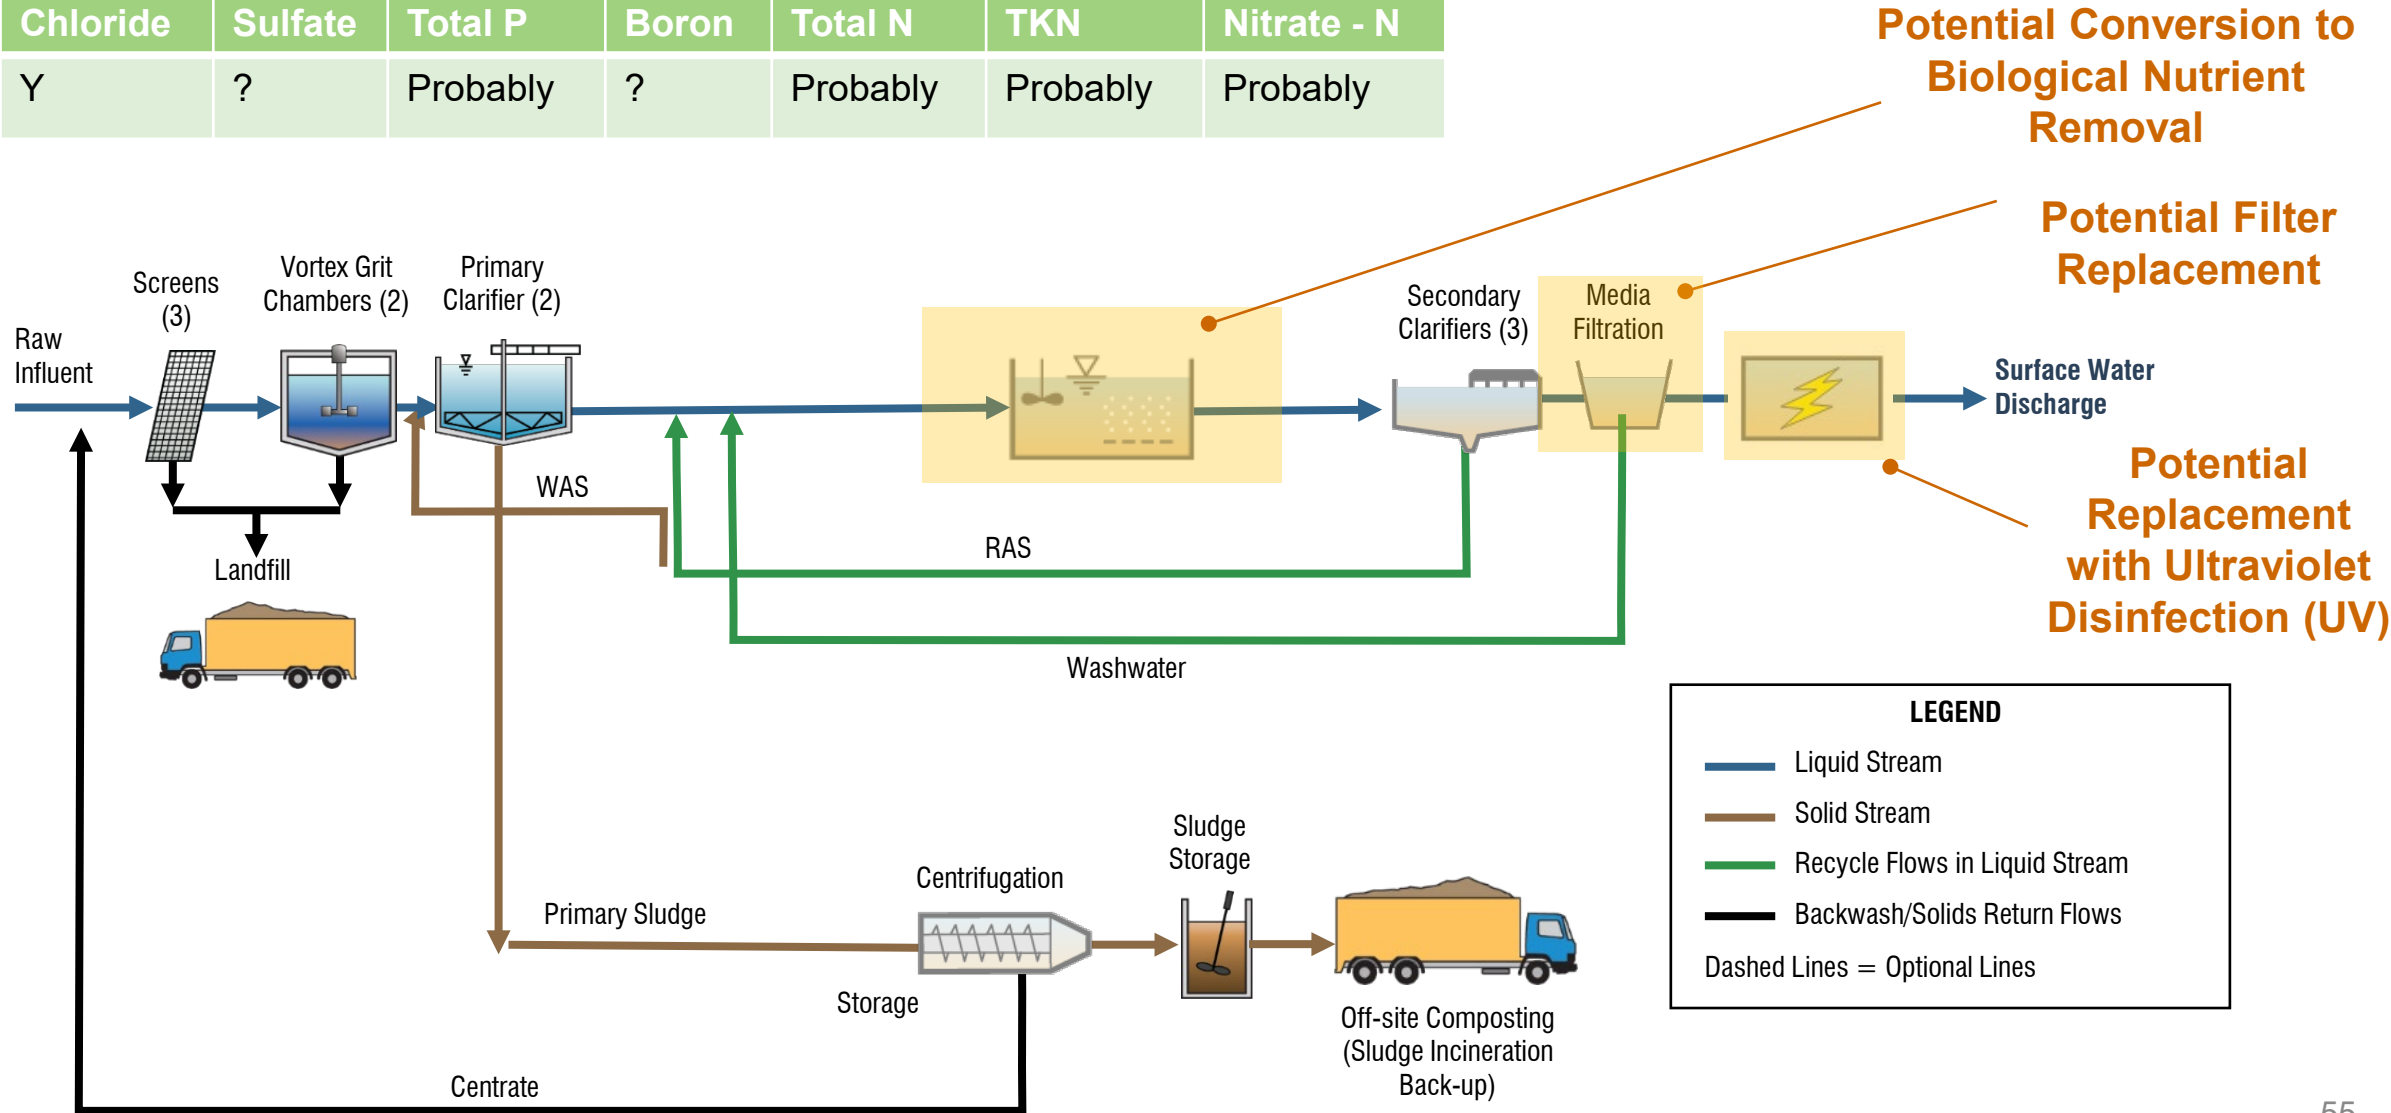 Chloride Sulfate Total P Boron Total N TKN Nitrate - N
Y ? Probably ? Probably Probably Probably
Potential Conversion to
Biological Nutrient
Removal
Potential Filter
Replacement
Raw
Influent
Screens
(3)
Vortex Grit
Chambers (2)
Primary
Clarifier (2)
Secondary
Clarifiers (3)
Media
Filtration
Surface Water
Discharge
Potential
Replacement
with Ultraviolet
Disinfection (UV)
WAS
RAS
Landfill
Washwater
LEGEND
Liquid Stream
Solid Stream
Recycle Flows in Liquid Stream
Backwash/Solids Return Flows
Dashed Lines = Optional Lines
Primary Sludge
Centrifugation
Sludge
Storage
Storage
Off-site Composting
(Sludge Incineration
Back-up)
Centrate
55